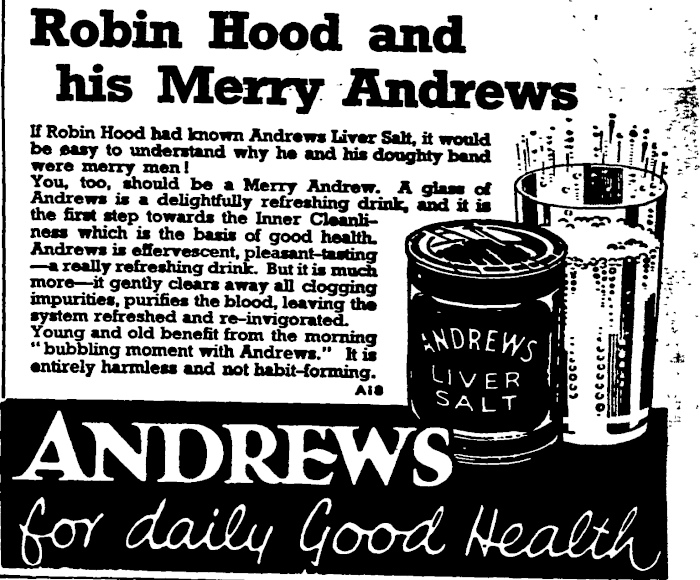 Robin Hood and
his Merry Andrews
If Robin Hood had known Andrews Liver Salt, it would
be easy to understand why he and his doughty band
were merry men!
You, too, should be a Merry Andrew. A glass of
Andrews is a delightfully refreshing drink, and it is
the first step towards the Inner Cleanli-
ness which is the basis of good health.
Andrews is effervescent, pleasant-tasting
—a really refreshing drink. But it is much
more—it gently clears away all clogging
impurities, purifies the blood, leaving the
system refreshed and re-invigorated.
Young and old benefit from the morning
"bubbling moment with Andrews." It is
entirely harmless and not habit-forming.
A18
ANDREWS
LIVER
SALT
ANDREWS
for daily Good Health